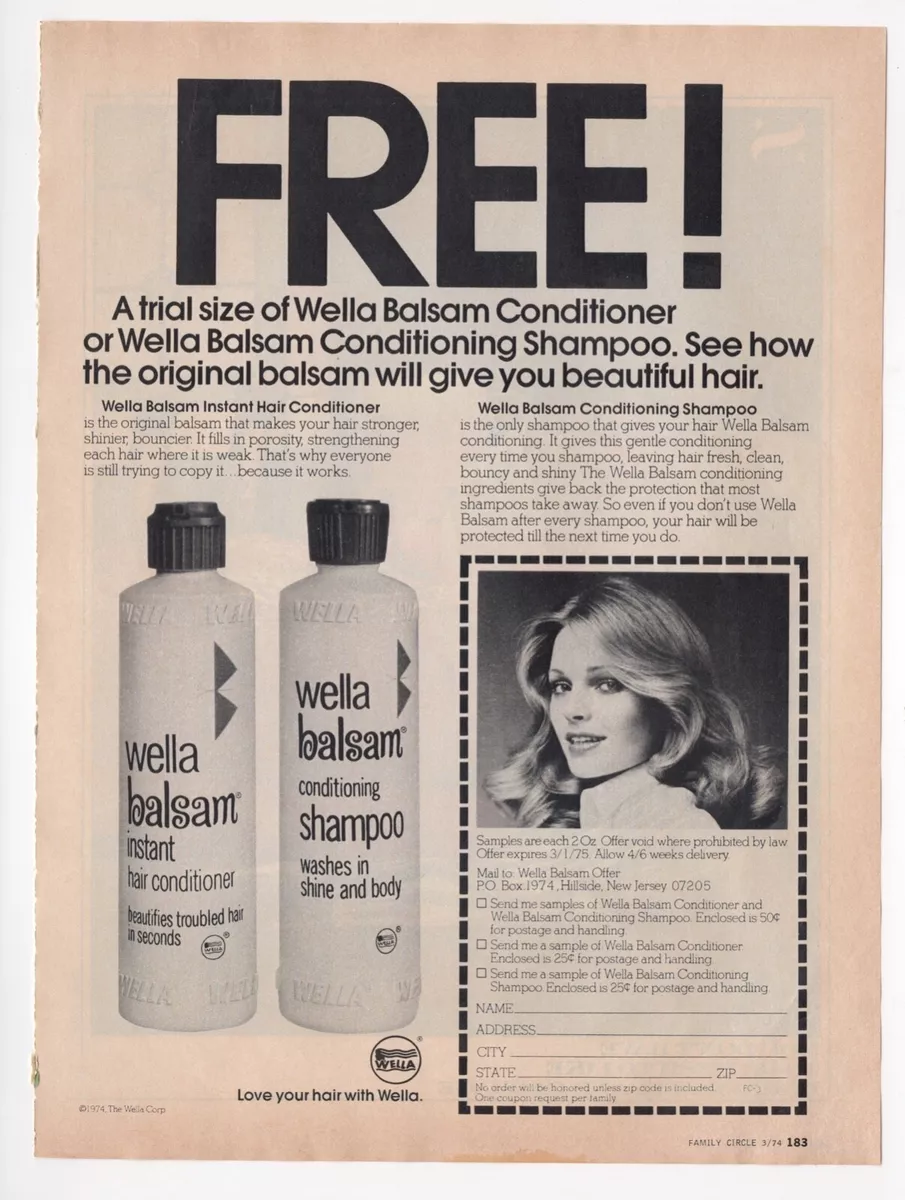 FREE!
A trial size of Wella Balsam Conditioner
or Wella Balsam Conditioning Shampoo. See how
the original balsam will give you beautiful hair.
Wella Balsam Instant Hair Conditioner
is the original balsam that makes your hair stronger,
shinier, bouncier. It fills in porosity, strengthening
each hair where it is weak. That's why everyone
is still trying to copy it...because it works.
Wella Balsam Conditioning Shampoo
is the only shampoo that gives your hair Wella Balsam
conditioning. It gives this gentle conditioning
every time you shampoo, leaving hair fresh, clean,
bouncy and shiny. The Wella Balsam conditioning
ingredients give back the protection that most
shampoos take away. So even if you don't use Wella
Balsam after every shampoo, your hair will be
protected till the next time you do.
WELLA WELLA
wella
balsam®
instant
hair conditioner
beautifies troubled hair
in seconds
WELLA ®
WELLA WELLA
WELLA WE
wella
balsam®
conditioning
shampoo
washes in
shine and body
WELLA ®
WELLA WE
Samples are each 2 Oz. Offer void where prohibited by law.
Offer expires 3/1/75. Allow 4/6 weeks delivery.
Mail to: Wella Balsam Offer
P.O. Box 1974, Hillside, New Jersey 07205
☐ Send me samples of Wella Balsam Conditioner and
Wella Balsam Conditioning Shampoo. Enclosed is 50¢
for postage and handling.
☐ Send me a sample of Wella Balsam Conditioner.
Enclosed is 25¢ for postage and handling.
☐ Send me a sample of Wella Balsam Conditioning
Shampoo. Enclosed is 25¢ for postage and handling.
NAME
ADDRESS
CITY
STATE ZIP
No order will be honored unless zip code is included. FC-3
One coupon request per family.
WELLA ®
Love your hair with Wella.
©1974, The Wella Corp.
FAMILY CIRCLE 3/74 183